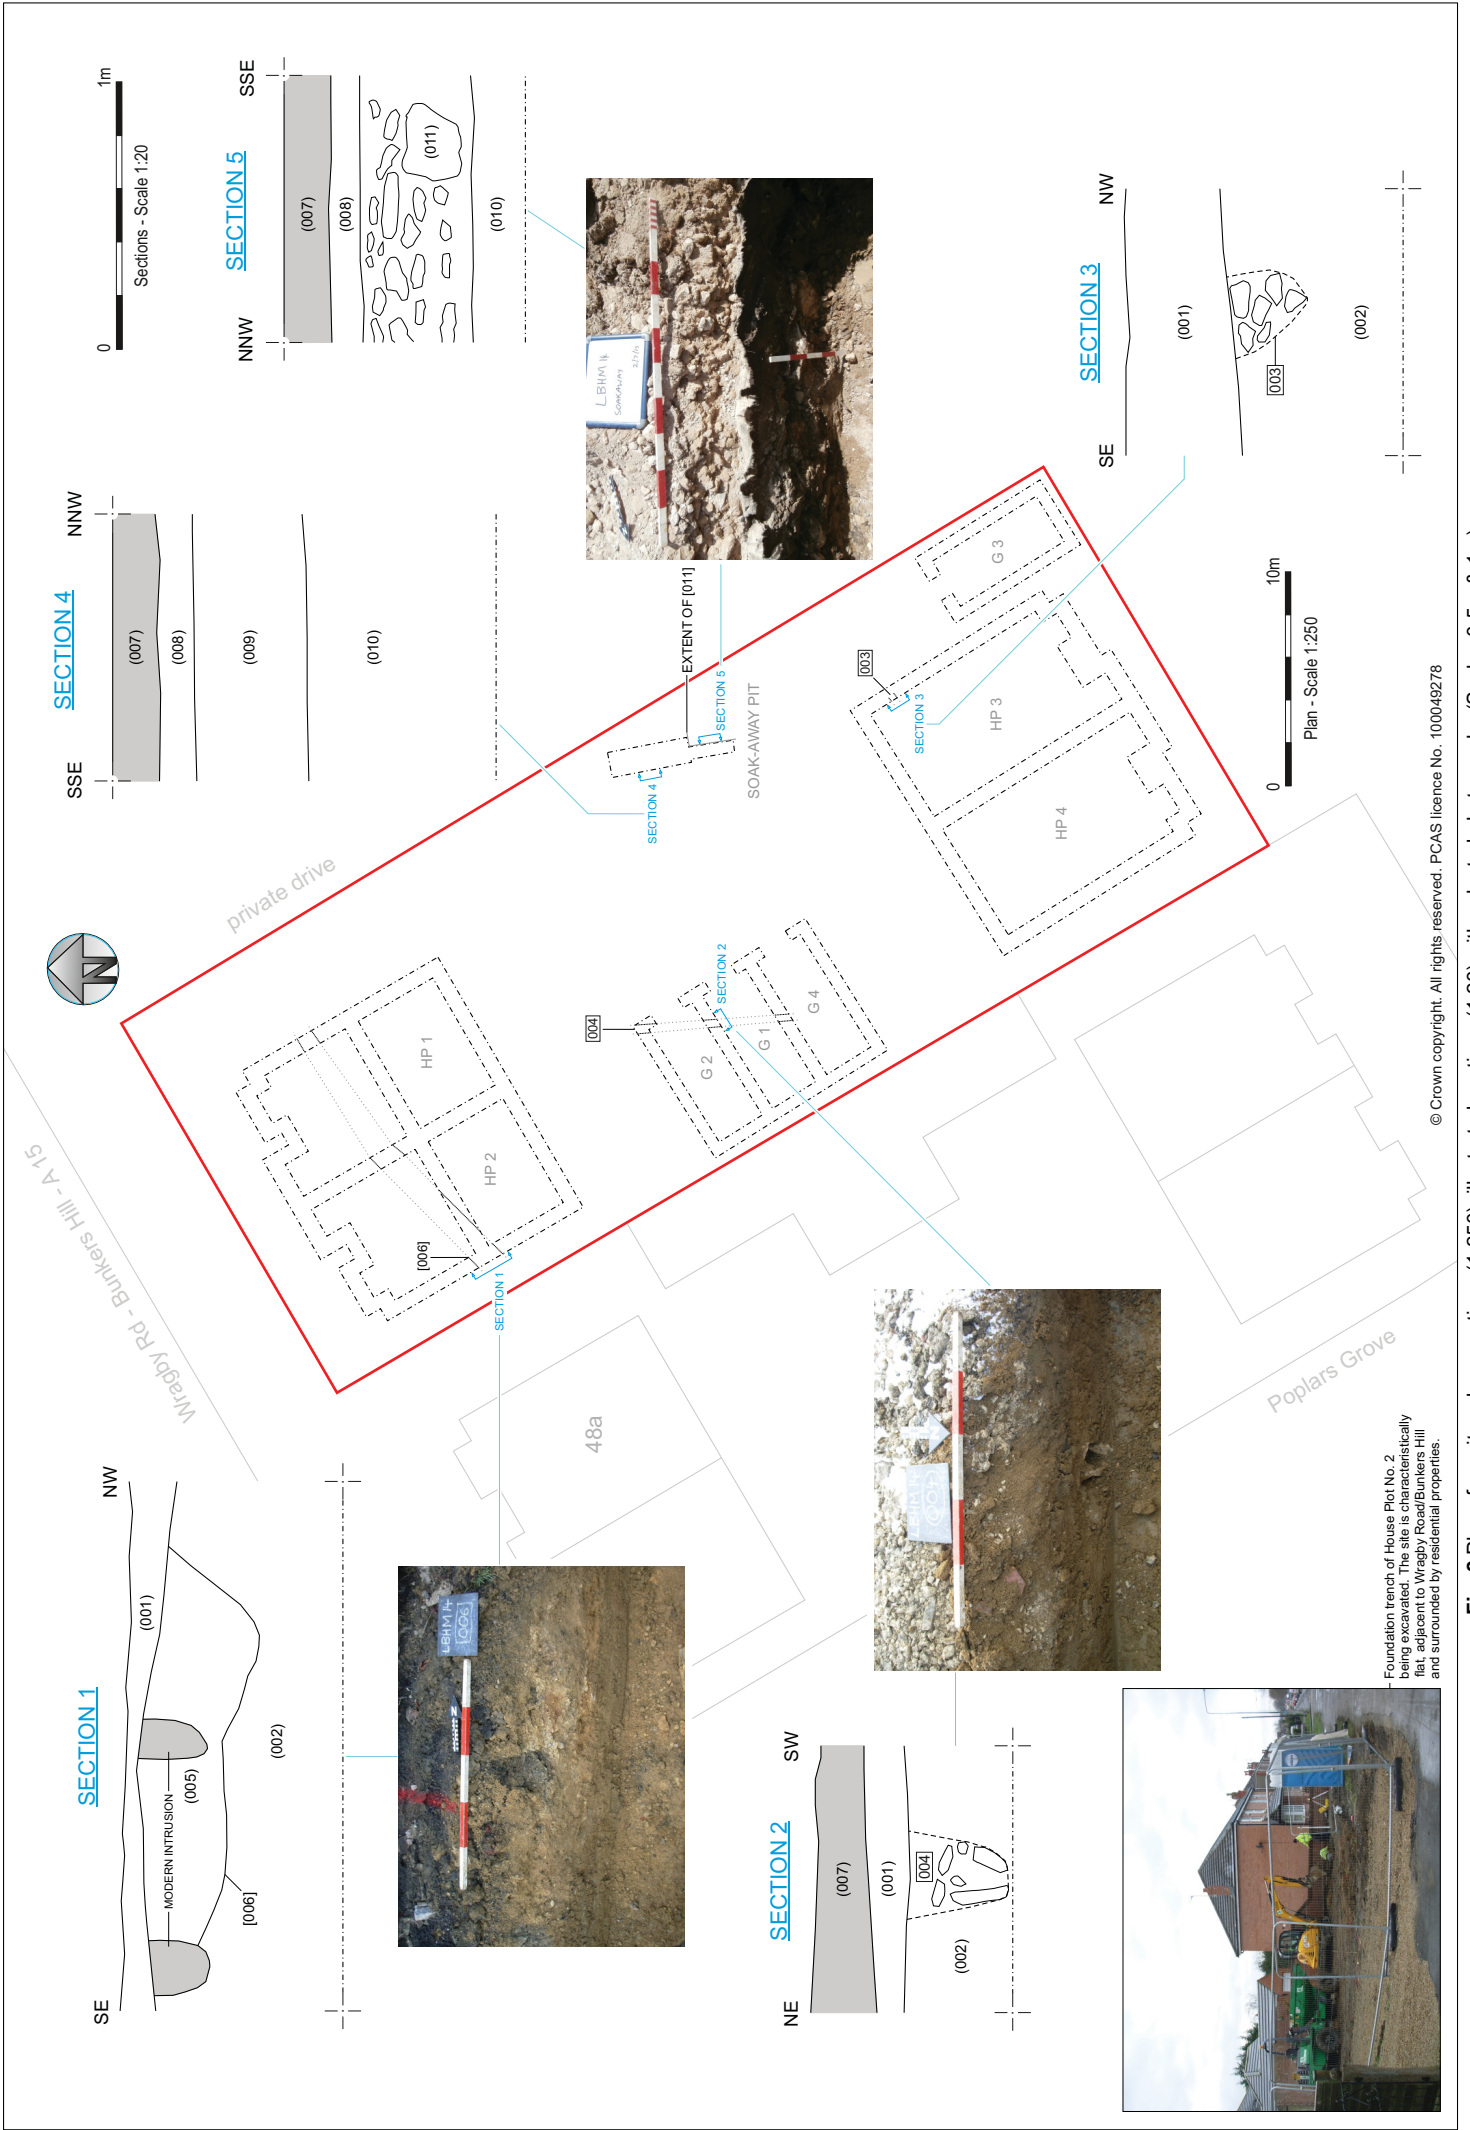 SECTION 1
SE
NW
(001)
MODERN INTRUSION
(005)
[006]
(002)
LBHM 14
[006]
SECTION 2
NE
SW
(007)
(001)
004
(002)
LBHM 14
004
Foundation trench of House Plot No. 2
being excavated. The site is characteristically
flat, adjacent to Wragby Road/Bunkers Hill
and surrounded by residential properties.
Wragby Rd - Bunkers Hill - A 15
private drive
N
48a
Poplars Grove
HP 1
HP 2
[006]
SECTION 1
004
G 2
G 1
G 4
SECTION 2
SECTION 4
SECTION 5
EXTENT OF [011]
SOAK-AWAY PIT
003
SECTION 3
HP 3
HP 4
G 3
SECTION 4
SSE
NNW
(007)
(008)
(009)
(010)
0
1m
Sections - Scale 1:20
SECTION 5
NNW
SSE
(007)
(008)
(011)
(010)
LBHM 14
SOAKAWAY
SECTION 3
SE
NW
(001)
003
(002)
0
10m
Plan - Scale 1:250
© Crown copyright. All rights reserved. PCAS licence No. 100049278